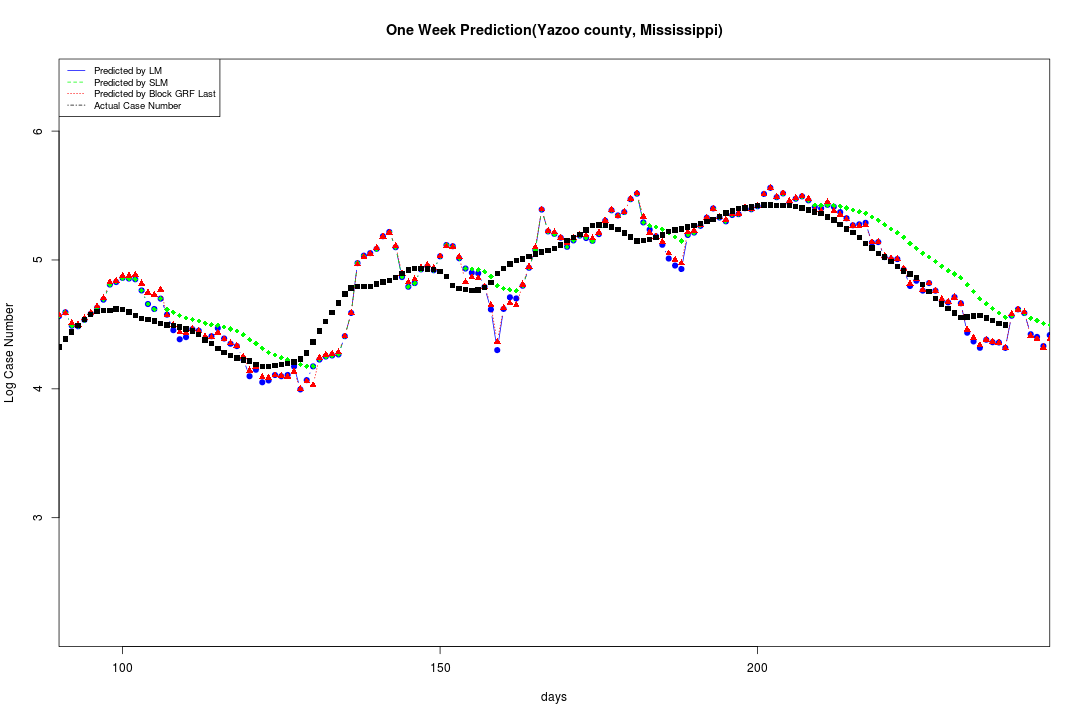 One Week Prediction(Yazoo county, Mississippi)
Predicted by LM
Predicted by SLM
Predicted by Block GRF Last
Actual Case Number
6
5
4
3
Log Case Number
100 150 200
days